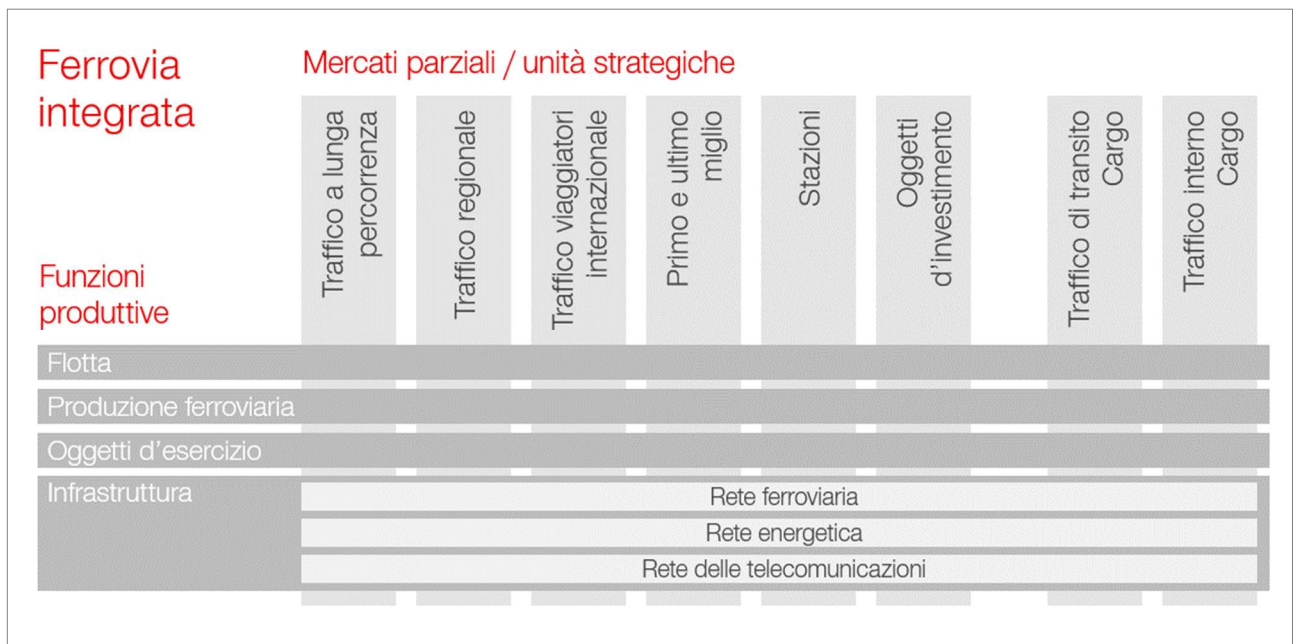 Ferrovia
integrata
Mercati parziali / unità strategiche
Traffico a lunga
percorrenza
Traffico regionale
Traffico viaggiatori
internazionale
Primo e ultimo
miglio
Stazioni
Oggetti
d'investimento
Traffico di transito
Cargo
Traffico interno
Cargo
Funzioni
produttive
Flotta
Produzione ferroviaria
Oggetti d'esercizio
Infrastruttura
Rete ferroviaria
Rete energetica
Rete delle telecomunicazioni